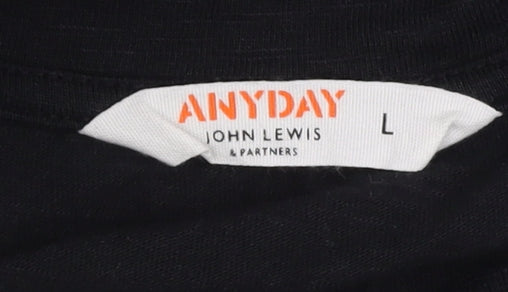 ANYDAY
JOHN LEWIS
& PARTNERS
L